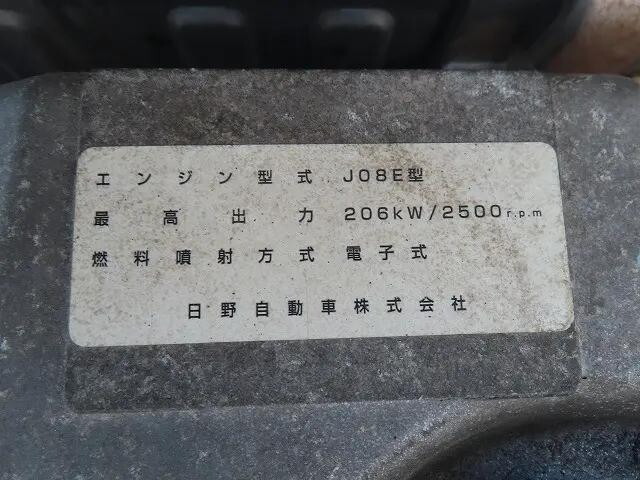 エンジン型式 J08E型
最高出力 206kW/2500r.p.m
燃料噴射方式 電子式
日野自動車株式会社